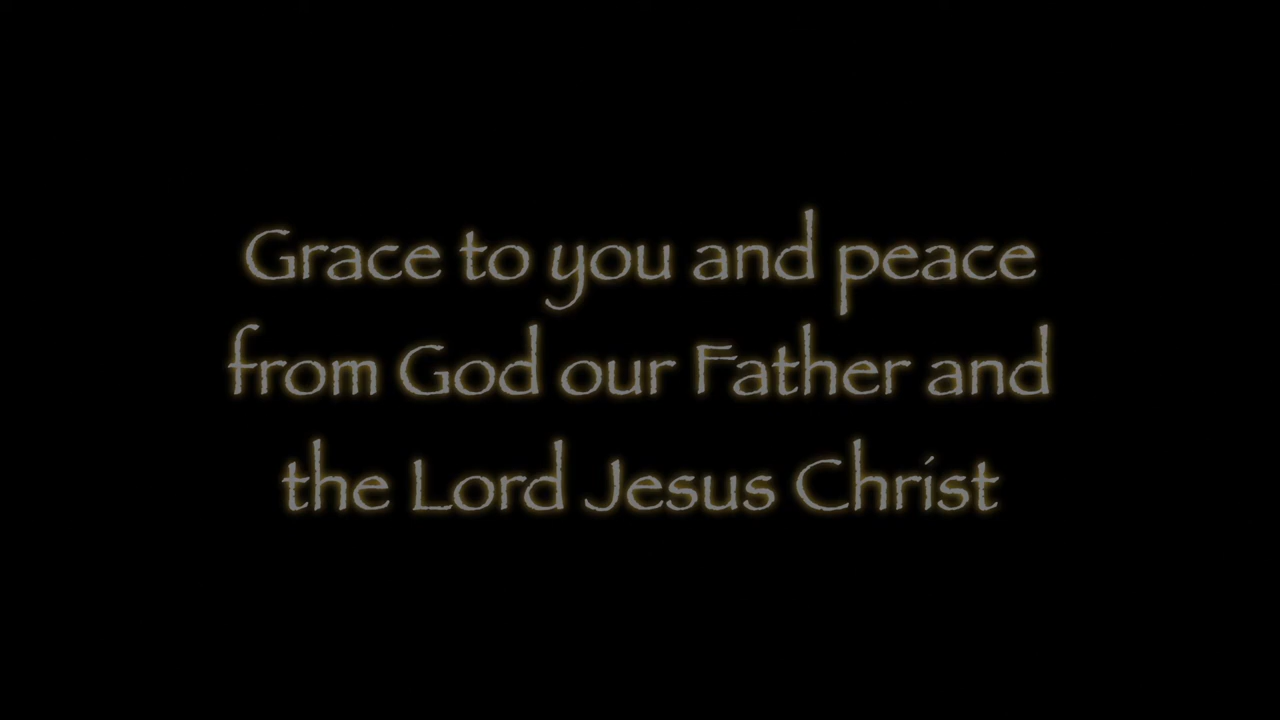 Grace to you and peace
from God our Father and
the Lord Jesus Christ